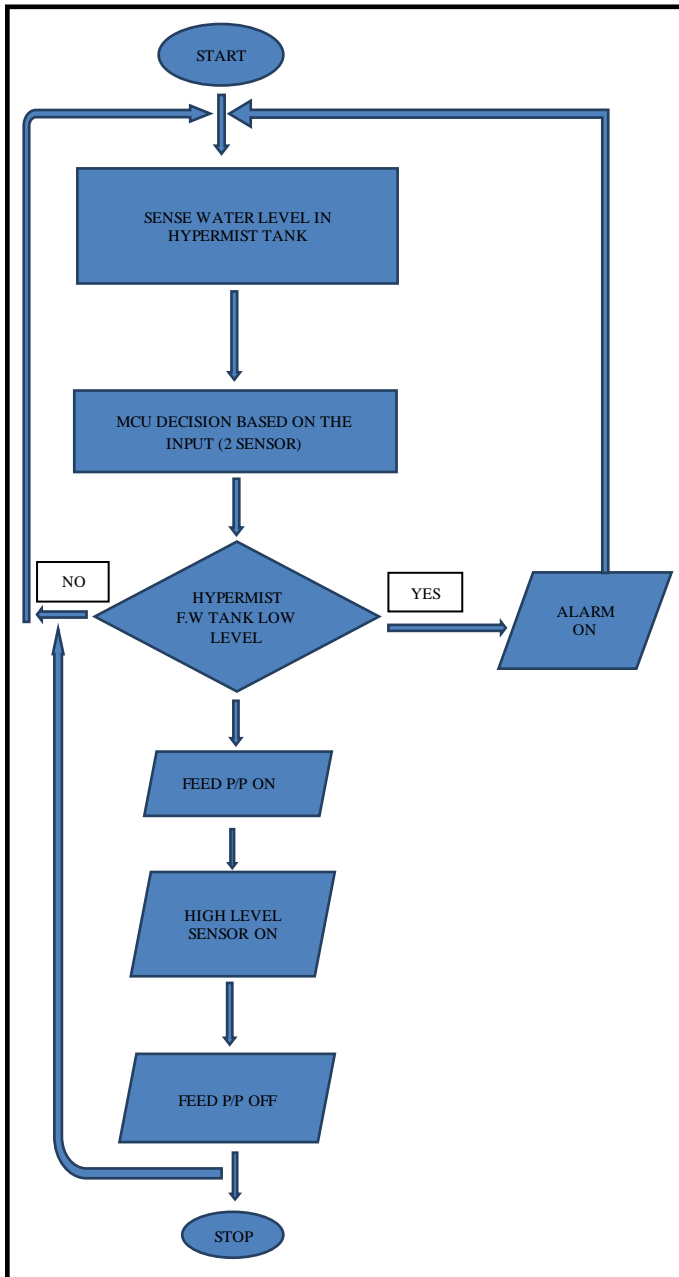 START
SENSE WATER LEVEL IN
HYPERMIST TANK
MCU DECISION BASED ON THE
INPUT (2 SENSOR)
NO
HYPERMIST
F.W TANK LOW
LEVEL
YES
ALARM
ON
FEED P/P ON
HIGH LEVEL
SENSOR ON
FEED P/P OFF
STOP